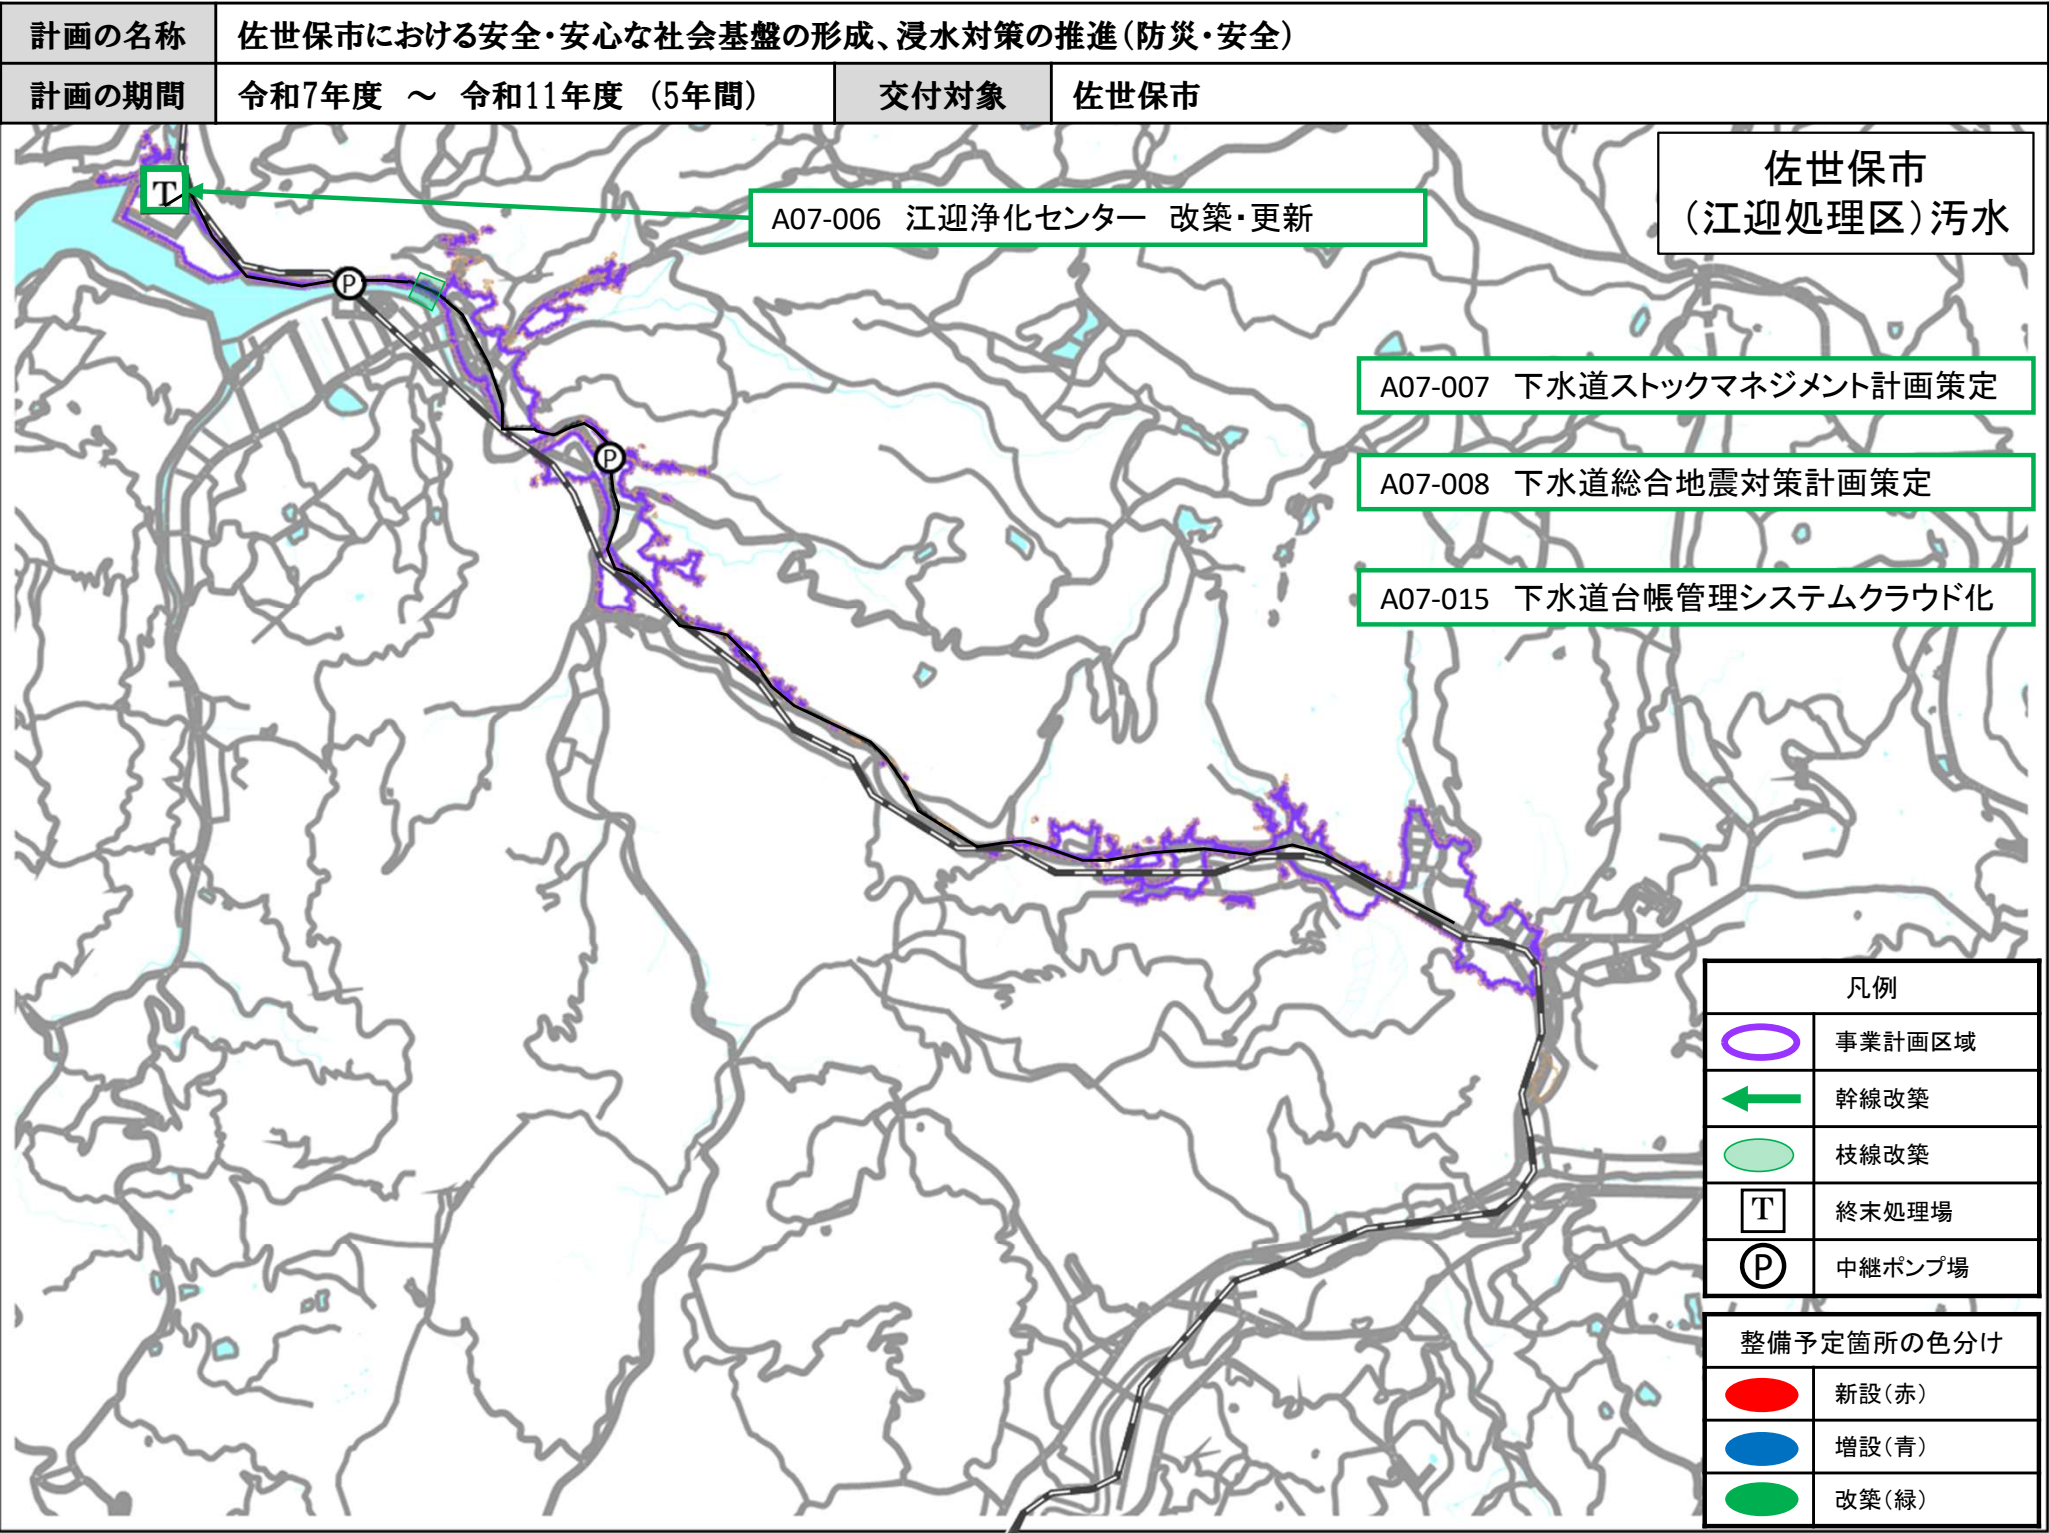 計画の名称
佐世保市における安全・安心な社会基盤の形成、浸水対策の推進(防災・安全)
計画の期間
令和7年度 ～ 令和11年度 (5年間)
交付対象
佐世保市
佐世保市
(江迎処理区)汚水
T
A07-006 江迎浄化センター 改築・更新
P
A07-007 下水道ストックマネジメント計画策定
P
A07-008 下水道総合地震対策計画策定
A07-015 下水道台帳管理システムクラウド化
凡例
事業計画区域
幹線改築
枝線改築
T 終末処理場
P 中継ポンプ場
整備予定箇所の色分け
新設(赤)
増設(青)
改築(緑)